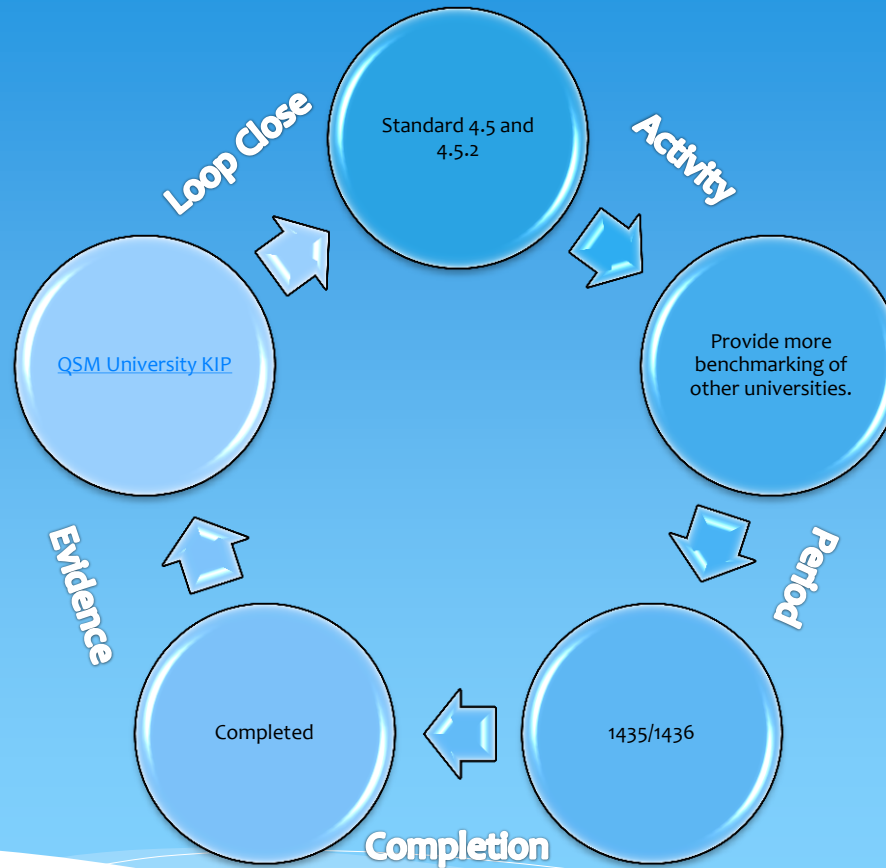 Standard 4.5 and
4.5.2
Activity
Provide more
benchmarking of
other universities.
Period
1435/1436
Completion
Completed
Evidence
QSM University KIP
Loop Close